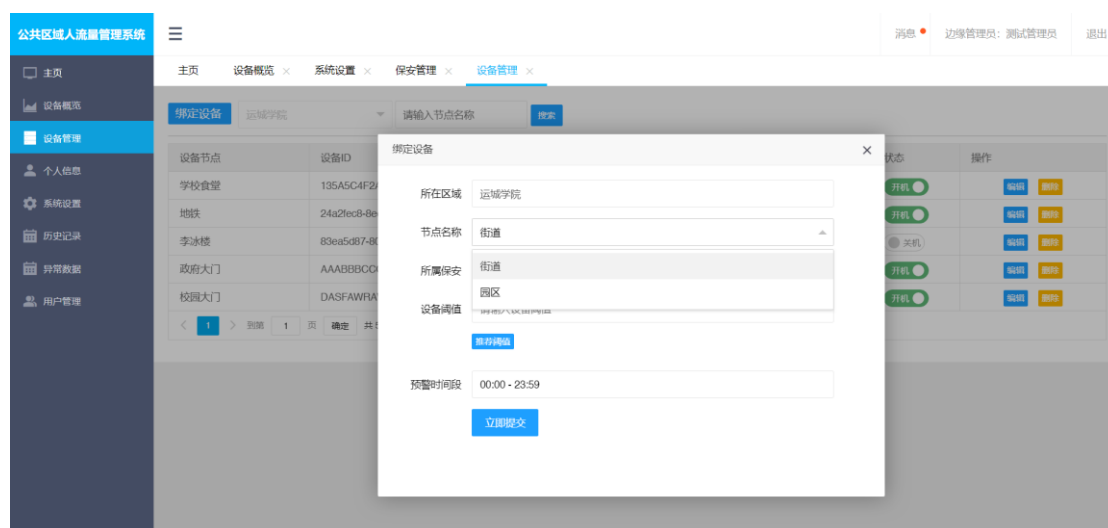 公共区域人流量管理系统
消息 边缘管理员：测试管理员 退出
主页 设备概览 系统设置 保安管理 设备管理
主页
设备概览
设备管理
个人信息
系统设置
历史记录
异常数据
用户管理
绑定设备 运城学院 请输入节点名称 搜索
设备节点 设备ID 状态 操作
学校食堂 135A5C4F2 开机 编辑 删除
地铁 24a2fec8-8e 开机 编辑 删除
李冰楼 83ea5d87-80 关机 编辑 删除
政府大门 AAABBBCC 开机 编辑 删除
校园大门 DASFAWRA 开机 编辑 删除
1 到第 1 页 确定 共
绑定设备
所在区域 运城学院
节点名称 街道
所属保安 街道
园区
设备阈值 请输入设备阈值
推荐阈值
预警时间段 00:00 - 23:59
立即提交